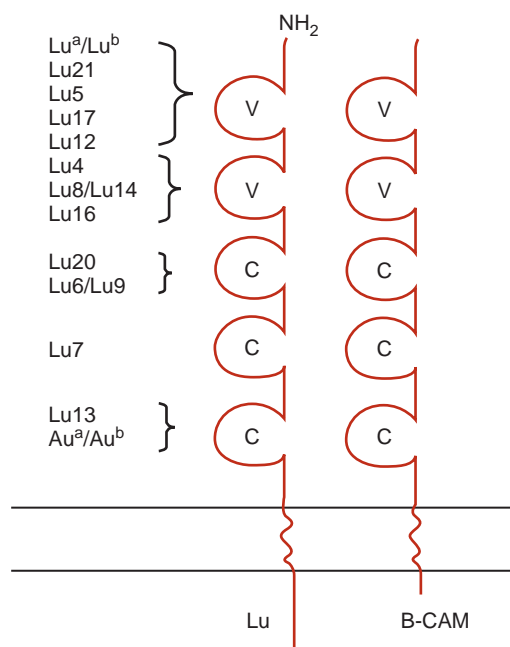 NH₂
Luᵃ/Luᵇ
Lu21
Lu5
Lu17
Lu12
Lu4
Lu8/Lu14
Lu16
Lu20
Lu6/Lu9
Lu7
Lu13
Auᵃ/Auᵇ
V V
V V
C C
C C
C C
Lu B-CAM